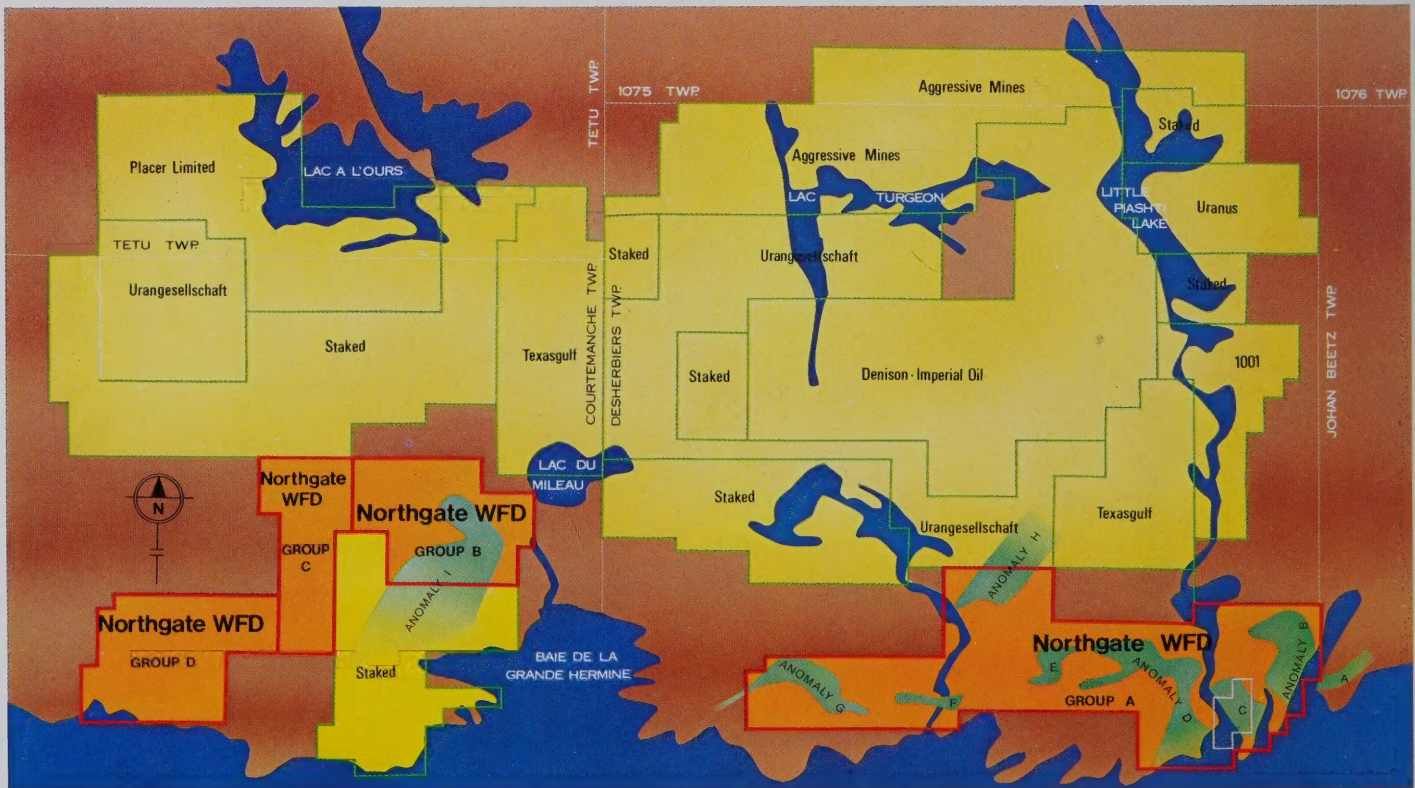 Aggressive Mines
TETU TWP.
1075 TWP.
1076 TWP.
Staked
Placer Limited
LAC A L'OURS
Aggressive Mines
LAC TURGEON
LITTLE
PIASHTI
LAKE
Uranus
TETU TWP.
Staked
Urangesellschaft
Urangesellschaft
Staked
COURTEMANCHE TWP.
DESHERBIERS TWP.
JOHAN BEETZ TWP.
Staked
Texasgulf
Staked
Denison-Imperial Oil
1001
LAC DU
MILEAU
Northgate
WFD
Northgate WFD
Staked
Urangesellschaft
Texasgulf
N
GROUP
C
GROUP B
ANOMALY I
ANOMALY H
Northgate WFD
GROUP D
Staked
BAIE DE LA
GRANDE HERMINE
Northgate WFD
GROUP A
ANOMALY G
F
E
ANOMALY D
C
ANOMALY B
A